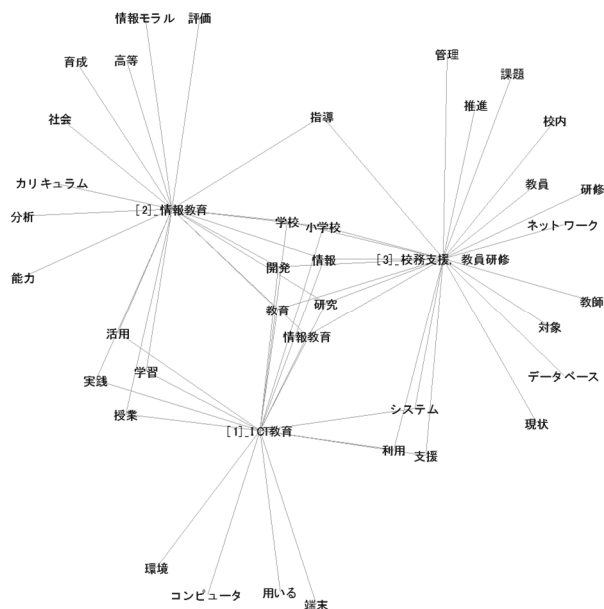 情報モラル
評価
管理
育成
高等
課題
推進
社会
指導
校内
カリキュラム
教員
研修
[2]_情報教育
分析
学校
小学校
ネットワーク
能力
開発
情報
[3]_校務支援，教員研修
教育
研究
教師
活用
情報教育
対象
実践
学習
データベース
授業
システム
現状
[1]_ICT教育
利用
支援
環境
コンピュータ
用いる
端末